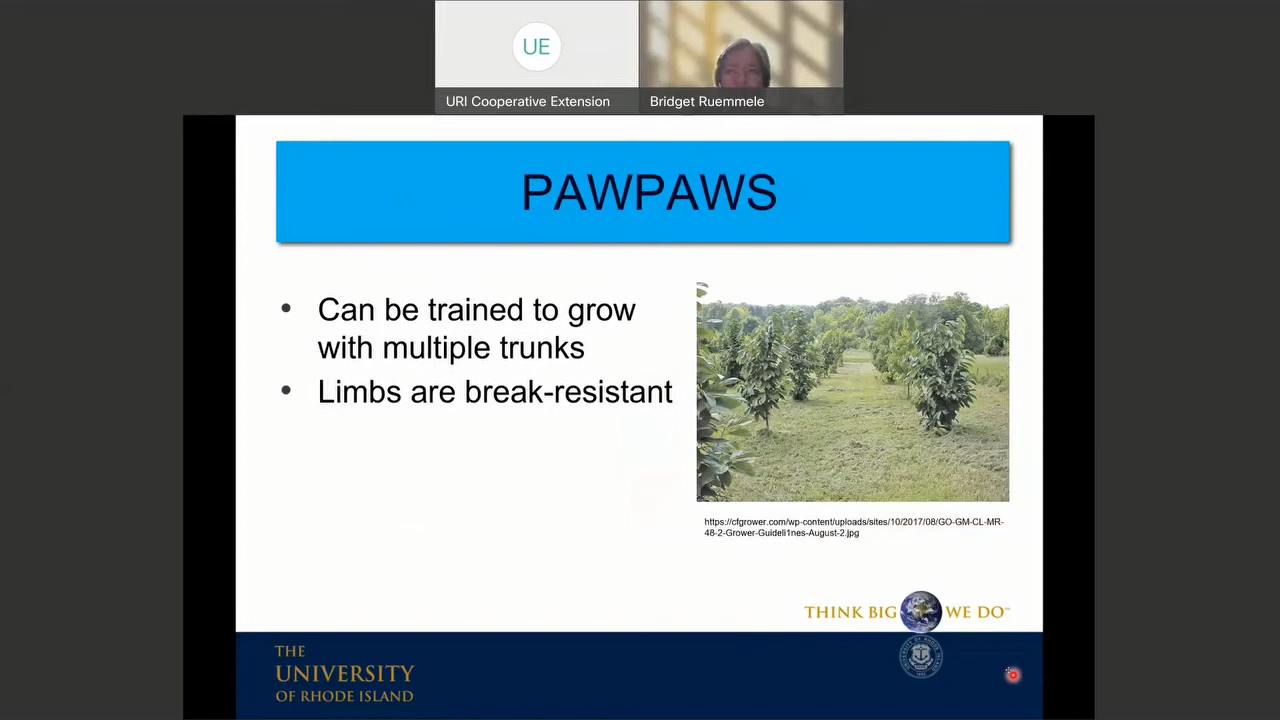 UE
URI Cooperative Extension
Bridget Ruemmele
PAWPAWS
• Can be trained to grow
with multiple trunks
• Limbs are break-resistant
https://cfgrower.com/wp-content/uploads/sites/10/2017/08/GO-GM-CL-MR-
48-2-Grower-Guideli1nes-August-2.jpg
THINK BIG WE DO™
THE
UNIVERSITY
OF RHODE ISLAND